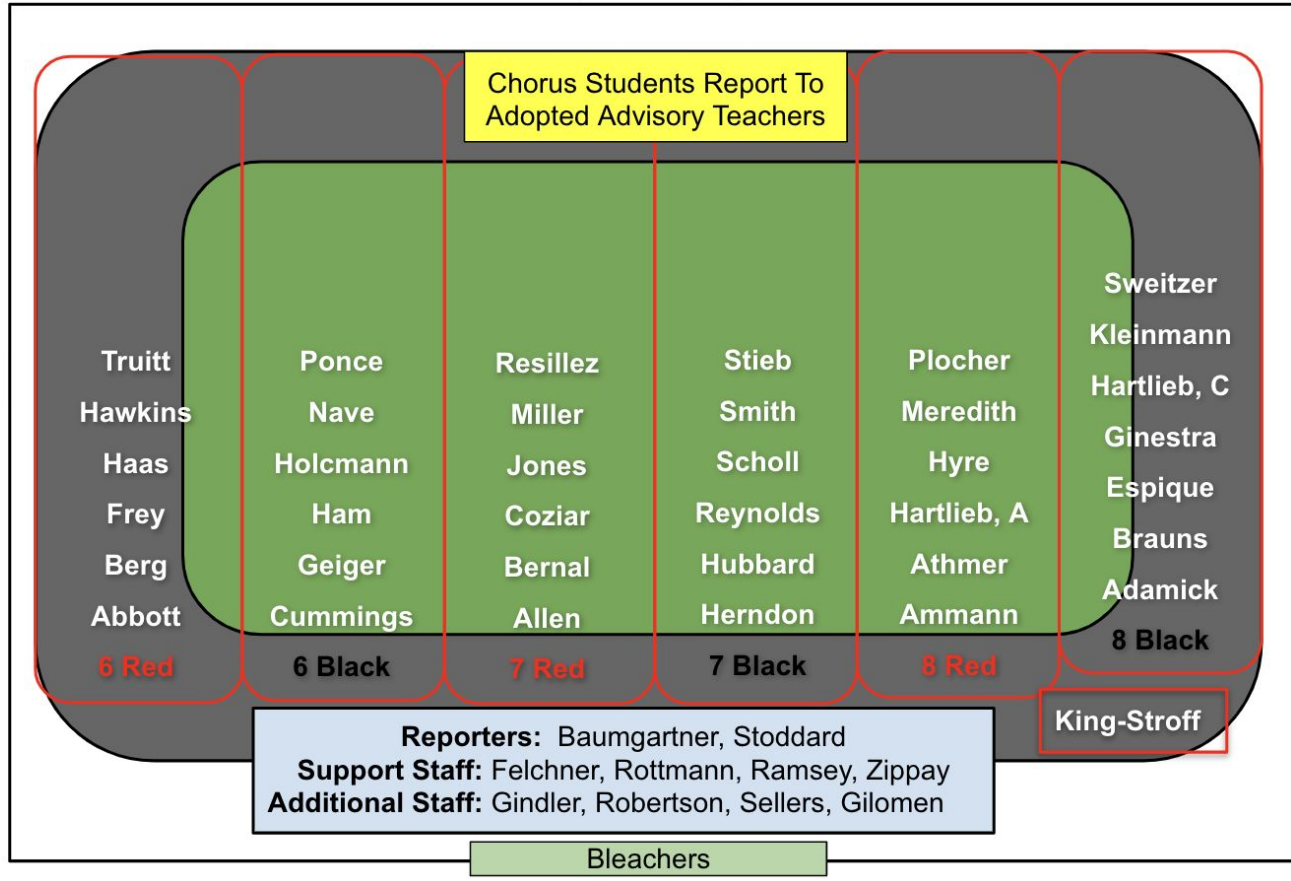 Chorus Students Report To
Adopted Advisory Teachers
Truitt
Hawkins
Haas
Frey
Berg
Abbott
6 Red
Ponce
Nave
Holcmann
Ham
Geiger
Cummings
6 Black
Resillez
Miller
Jones
Coziar
Bernal
Allen
7 Red
Stieb
Smith
Scholl
Reynolds
Hubbard
Herndon
7 Black
Plocher
Meredith
Hyre
Hartlieb, A
Athmer
Ammann
8 Red
Sweitzer
Kleinmann
Hartlieb, C
Ginestra
Espique
Brauns
Adamick
8 Black
King-Stroff
Reporters: Baumgartner, Stoddard
Support Staff: Felchner, Rottmann, Ramsey, Zippay
Additional Staff: Gindler, Robertson, Sellers, Gilomen
Bleachers